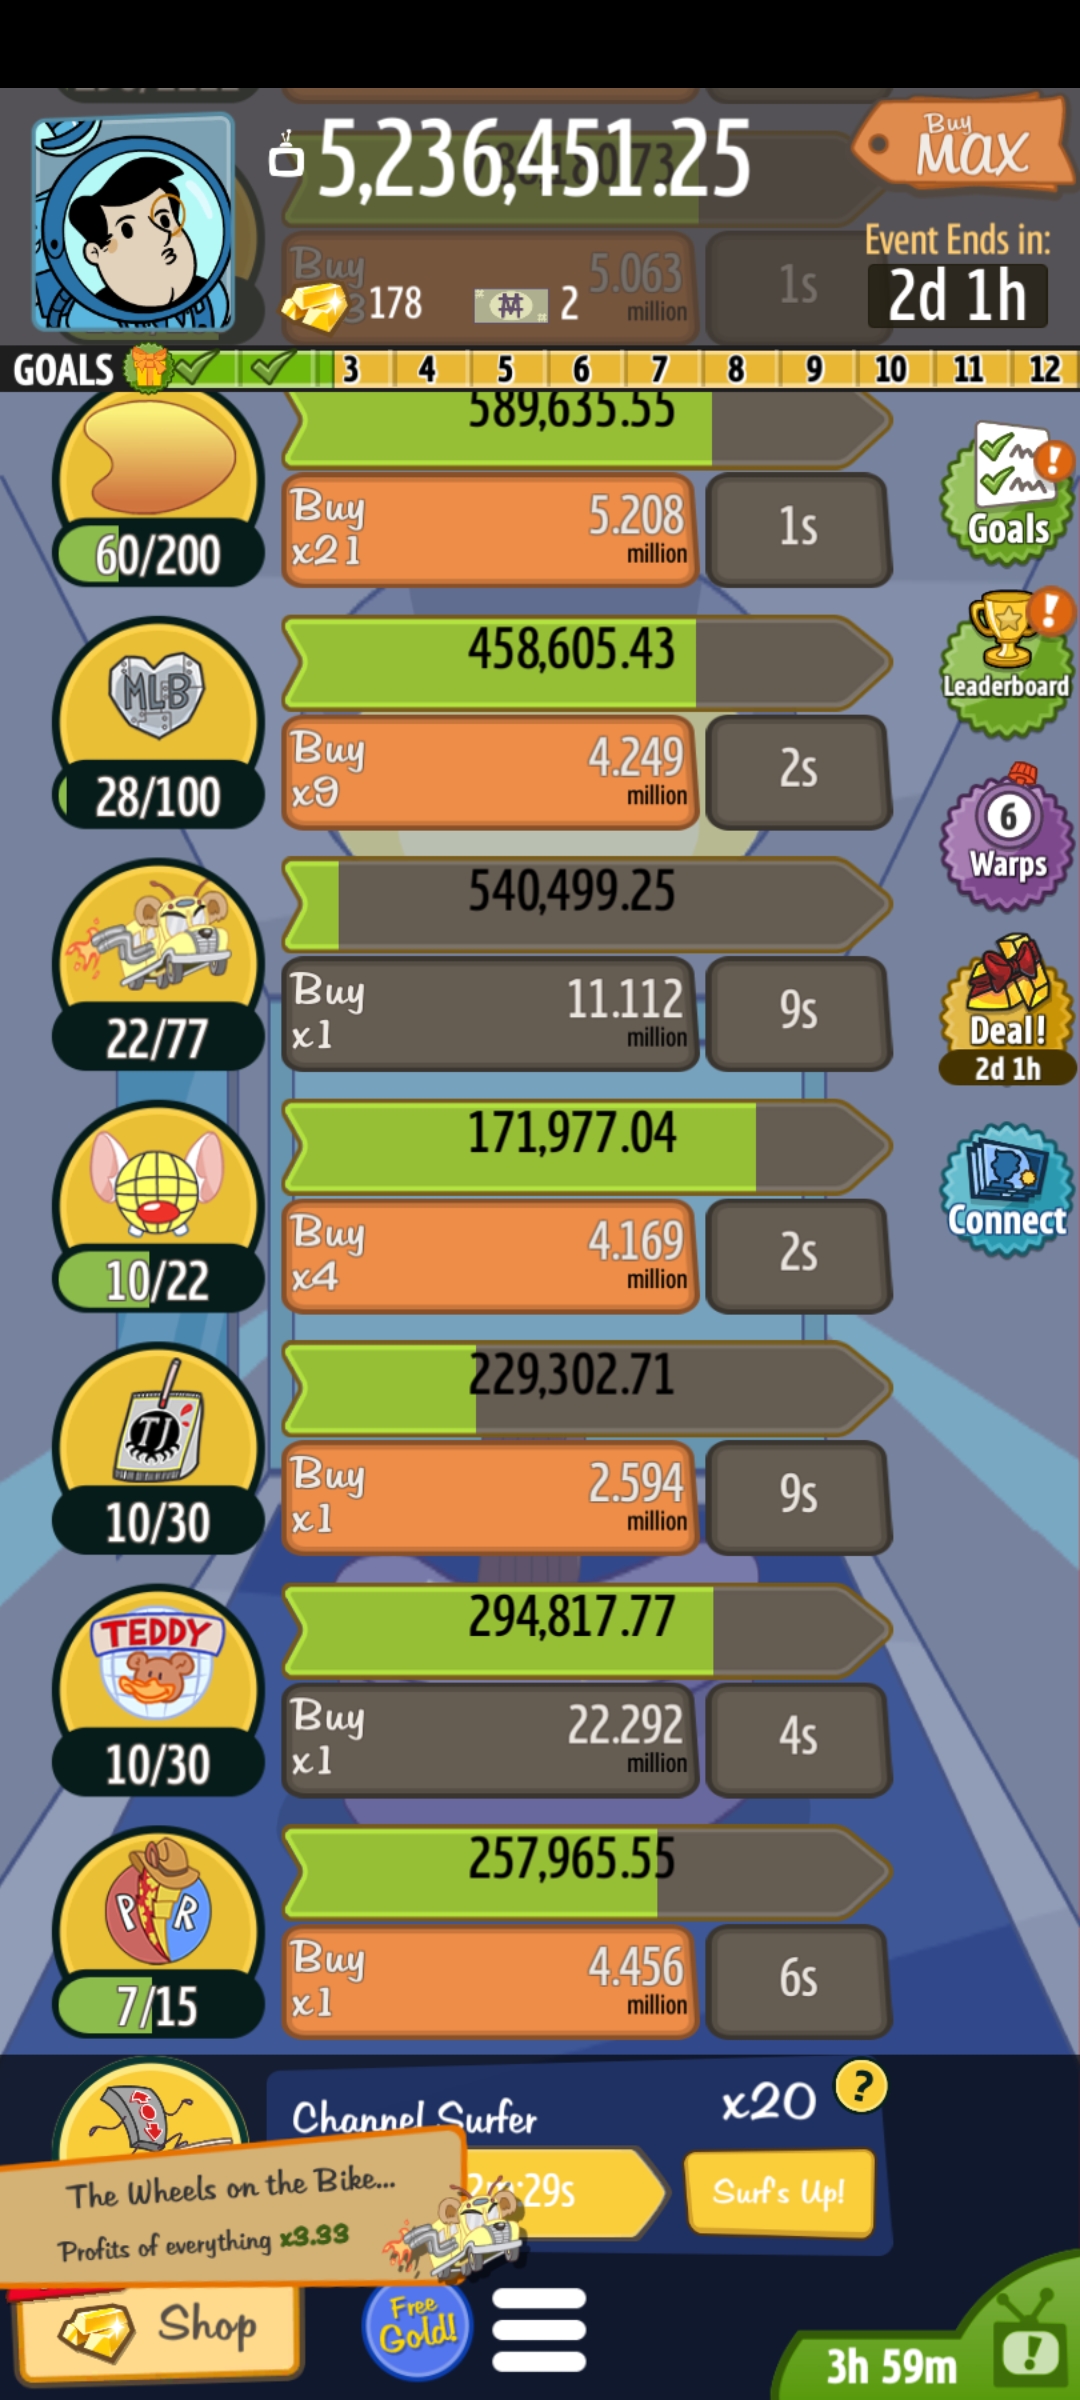 5,236,451.25
Buy
MAX
178
2
Event Ends in:
2d 1h
Buy
5.063
million
1s
GOALS
3 4 5 6 7 8 9 10 11 12
589,635.55
60/200
Buy
x21
5.208
million
1s
Goals
MLB
28/100
458,605.43
Buy
x9
4.249
million
2s
Leaderboard
6
Warps
22/77
540,499.25
Buy
x1
11.112
million
9s
Deal!
2d 1h
10/22
171,977.04
Buy
x4
4.169
million
2s
Connect
TJ
10/30
229,302.71
Buy
x1
2.594
million
9s
TEDDY
10/30
294,817.77
Buy
x1
22.292
million
4s
P R
7/15
257,965.55
Buy
x1
4.456
million
6s
Channel Surfer
x20
?
:29s
Surf's Up!
The Wheels on the Bike...
Profits of everything x3.33
Shop
Free
Gold!
3h 59m